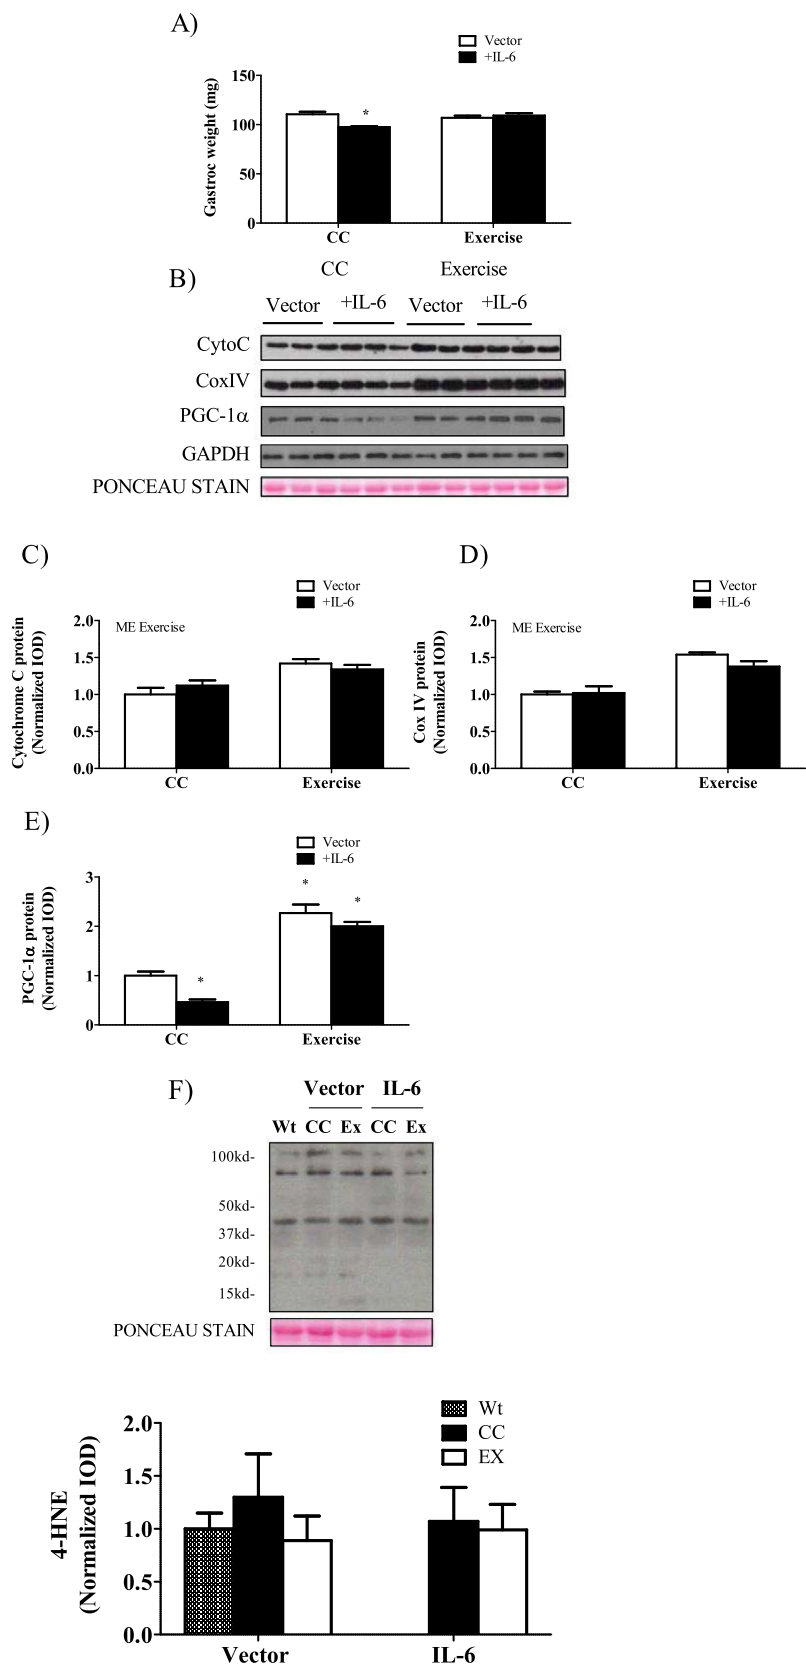 A)
Vector
+IL-6
Gastroc weight (mg)
150
100
50
0
*
CC
Exercise
B)
CC
Exercise
Vector
+IL-6
Vector
+IL-6
CytoC
CoxIV
PGC-1α
GAPDH
PONCEAU STAIN
C)
Vector
+IL-6
Cytochrome C protein
(Normalized IOD)
ME Exercise
2.0
1.5
1.0
0.5
0.0
CC
Exercise
D)
Vector
+IL-6
Cox IV protein
(Normalized IOD)
ME Exercise
2.0
1.5
1.0
0.5
0.0
CC
Exercise
E)
Vector
+IL-6
PGC-1α protein
(Normalized IOD)
3
2
1
0
*
*
*
CC
Exercise
F)
Vector IL-6
Wt CC Ex CC Ex
100kd-
50kd-
37kd-
20kd-
15kd-
PONCEAU STAIN
Wt
CC
EX
4-HNE
(Normalized IOD)
2.0
1.5
1.0
0.5
0.0
Vector
IL-6